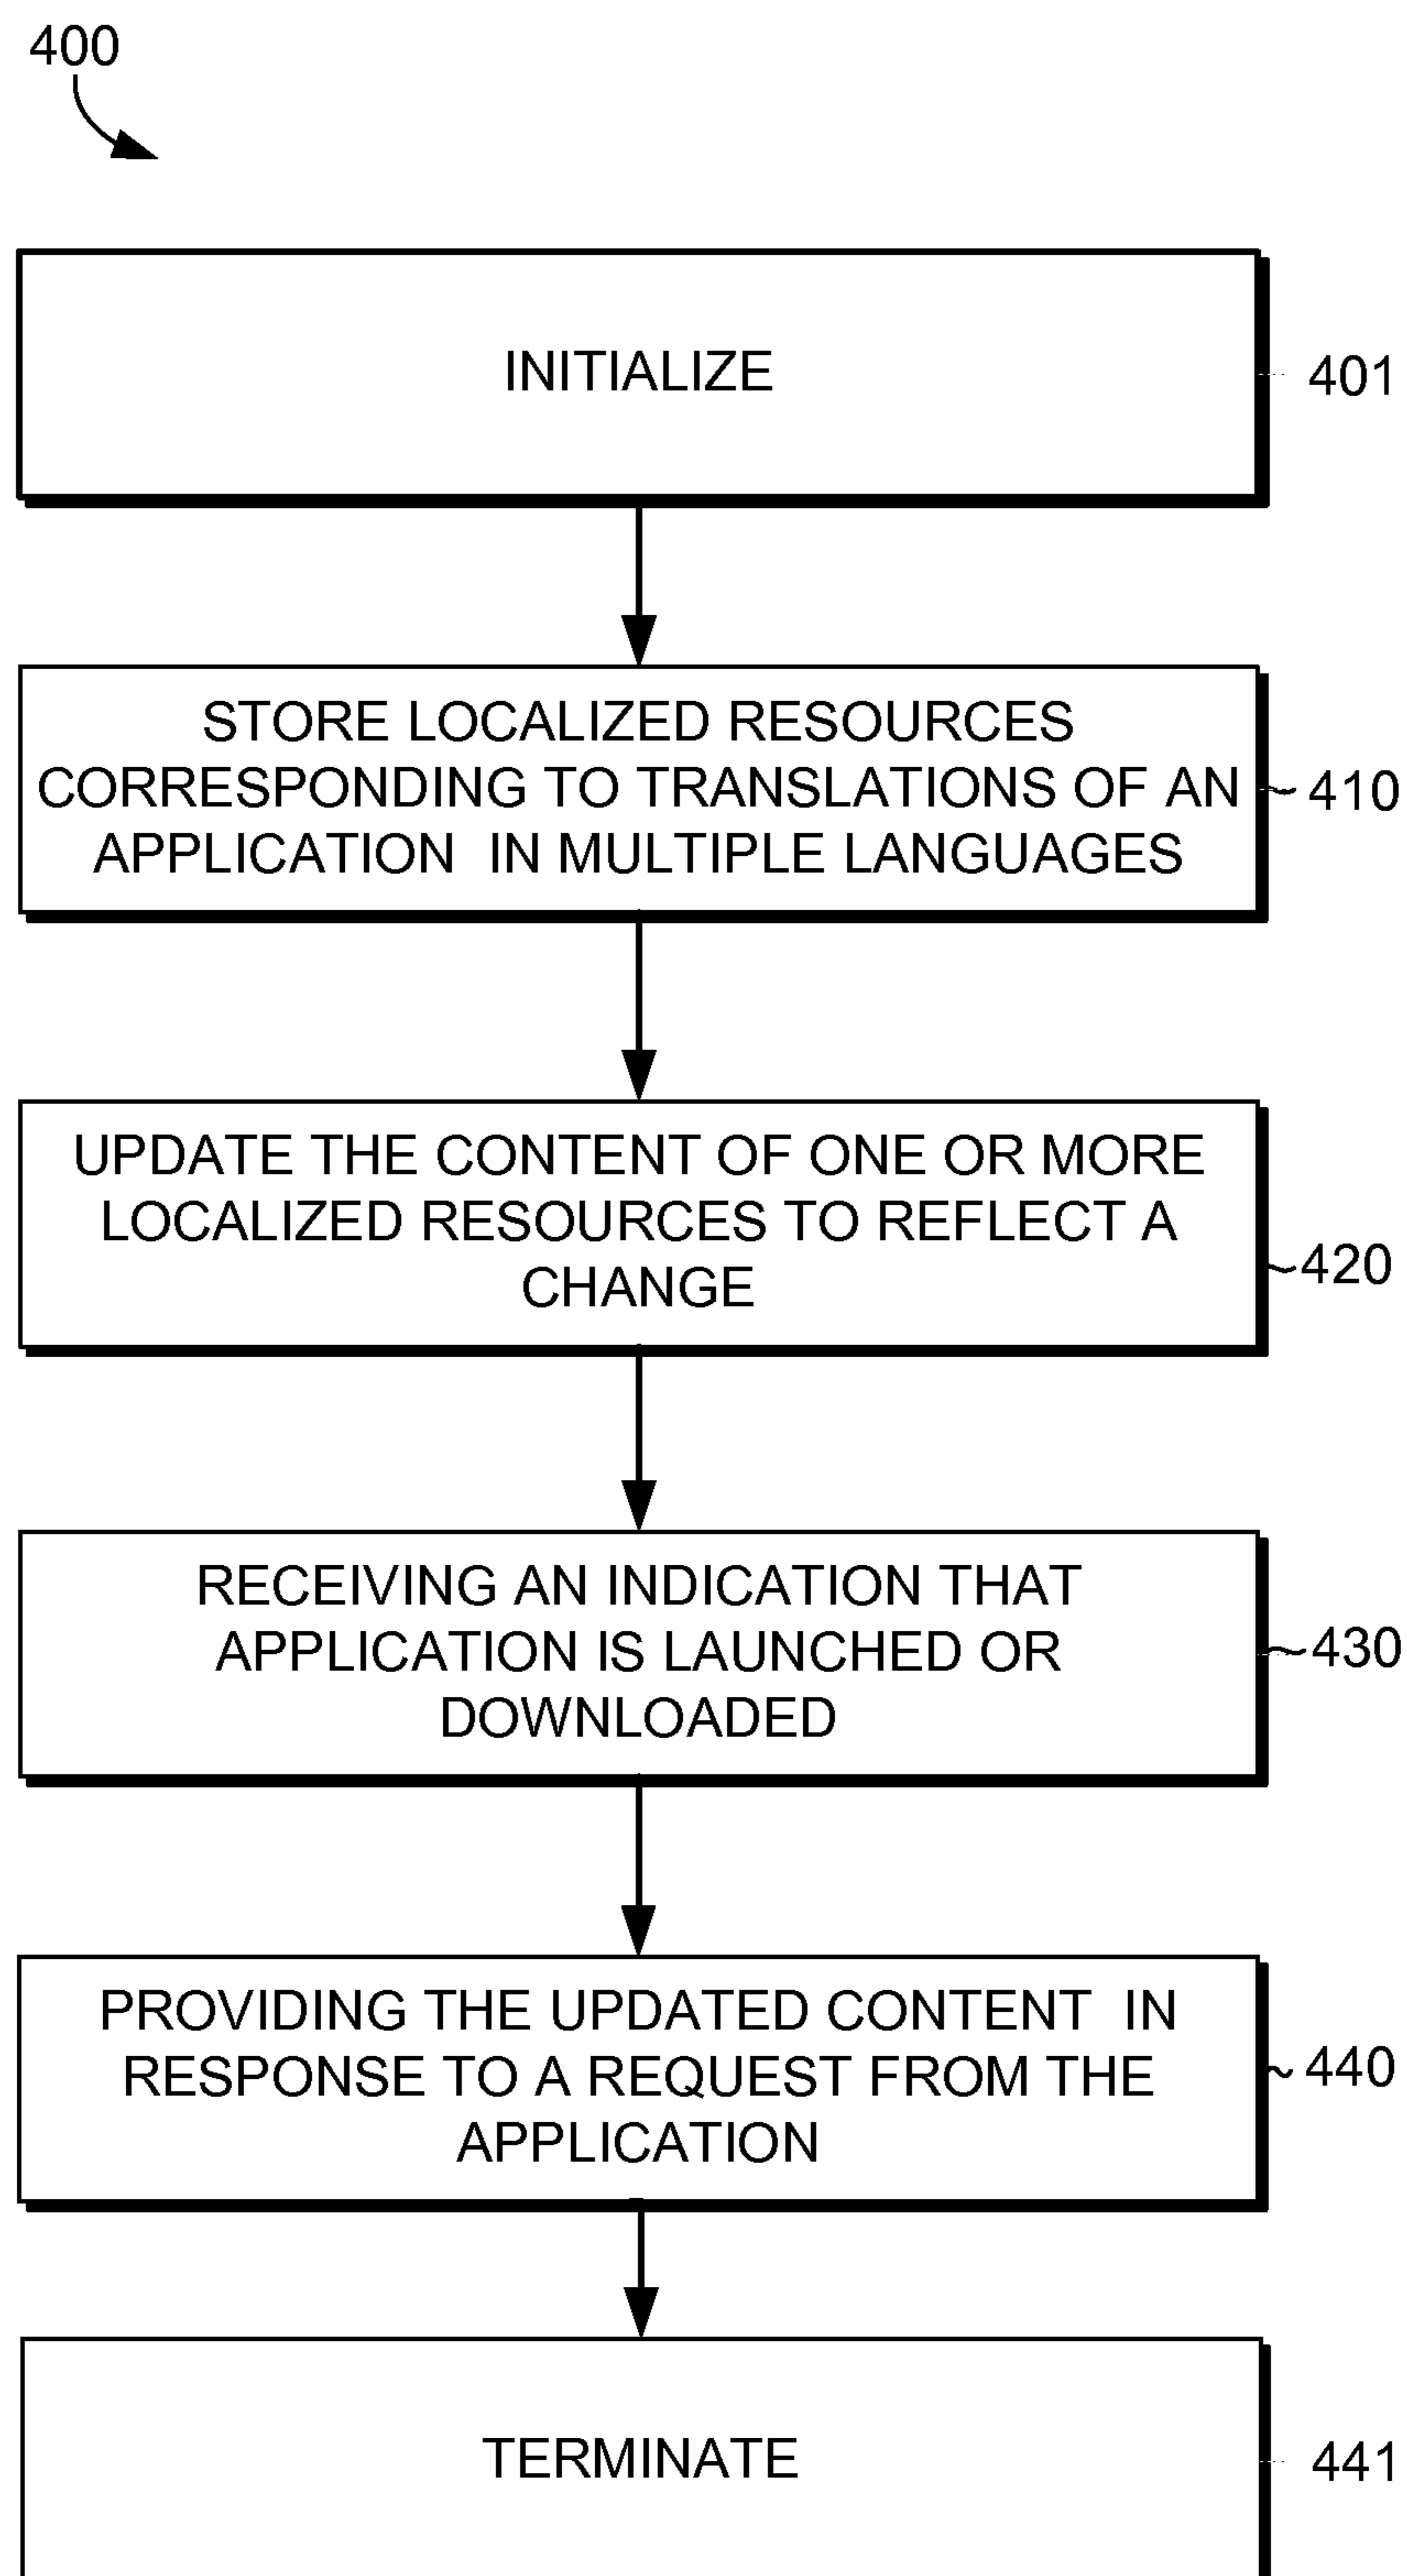 400
INITIALIZE
401
STORE LOCALIZED RESOURCES
CORRESPONDING TO TRANSLATIONS OF AN
APPLICATION IN MULTIPLE LANGUAGES
410
UPDATE THE CONTENT OF ONE OR MORE
LOCALIZED RESOURCES TO REFLECT A
CHANGE
420
RECEIVING AN INDICATION THAT
APPLICATION IS LAUNCHED OR
DOWNLOADED
430
PROVIDING THE UPDATED CONTENT IN
RESPONSE TO A REQUEST FROM THE
APPLICATION
440
TERMINATE
441